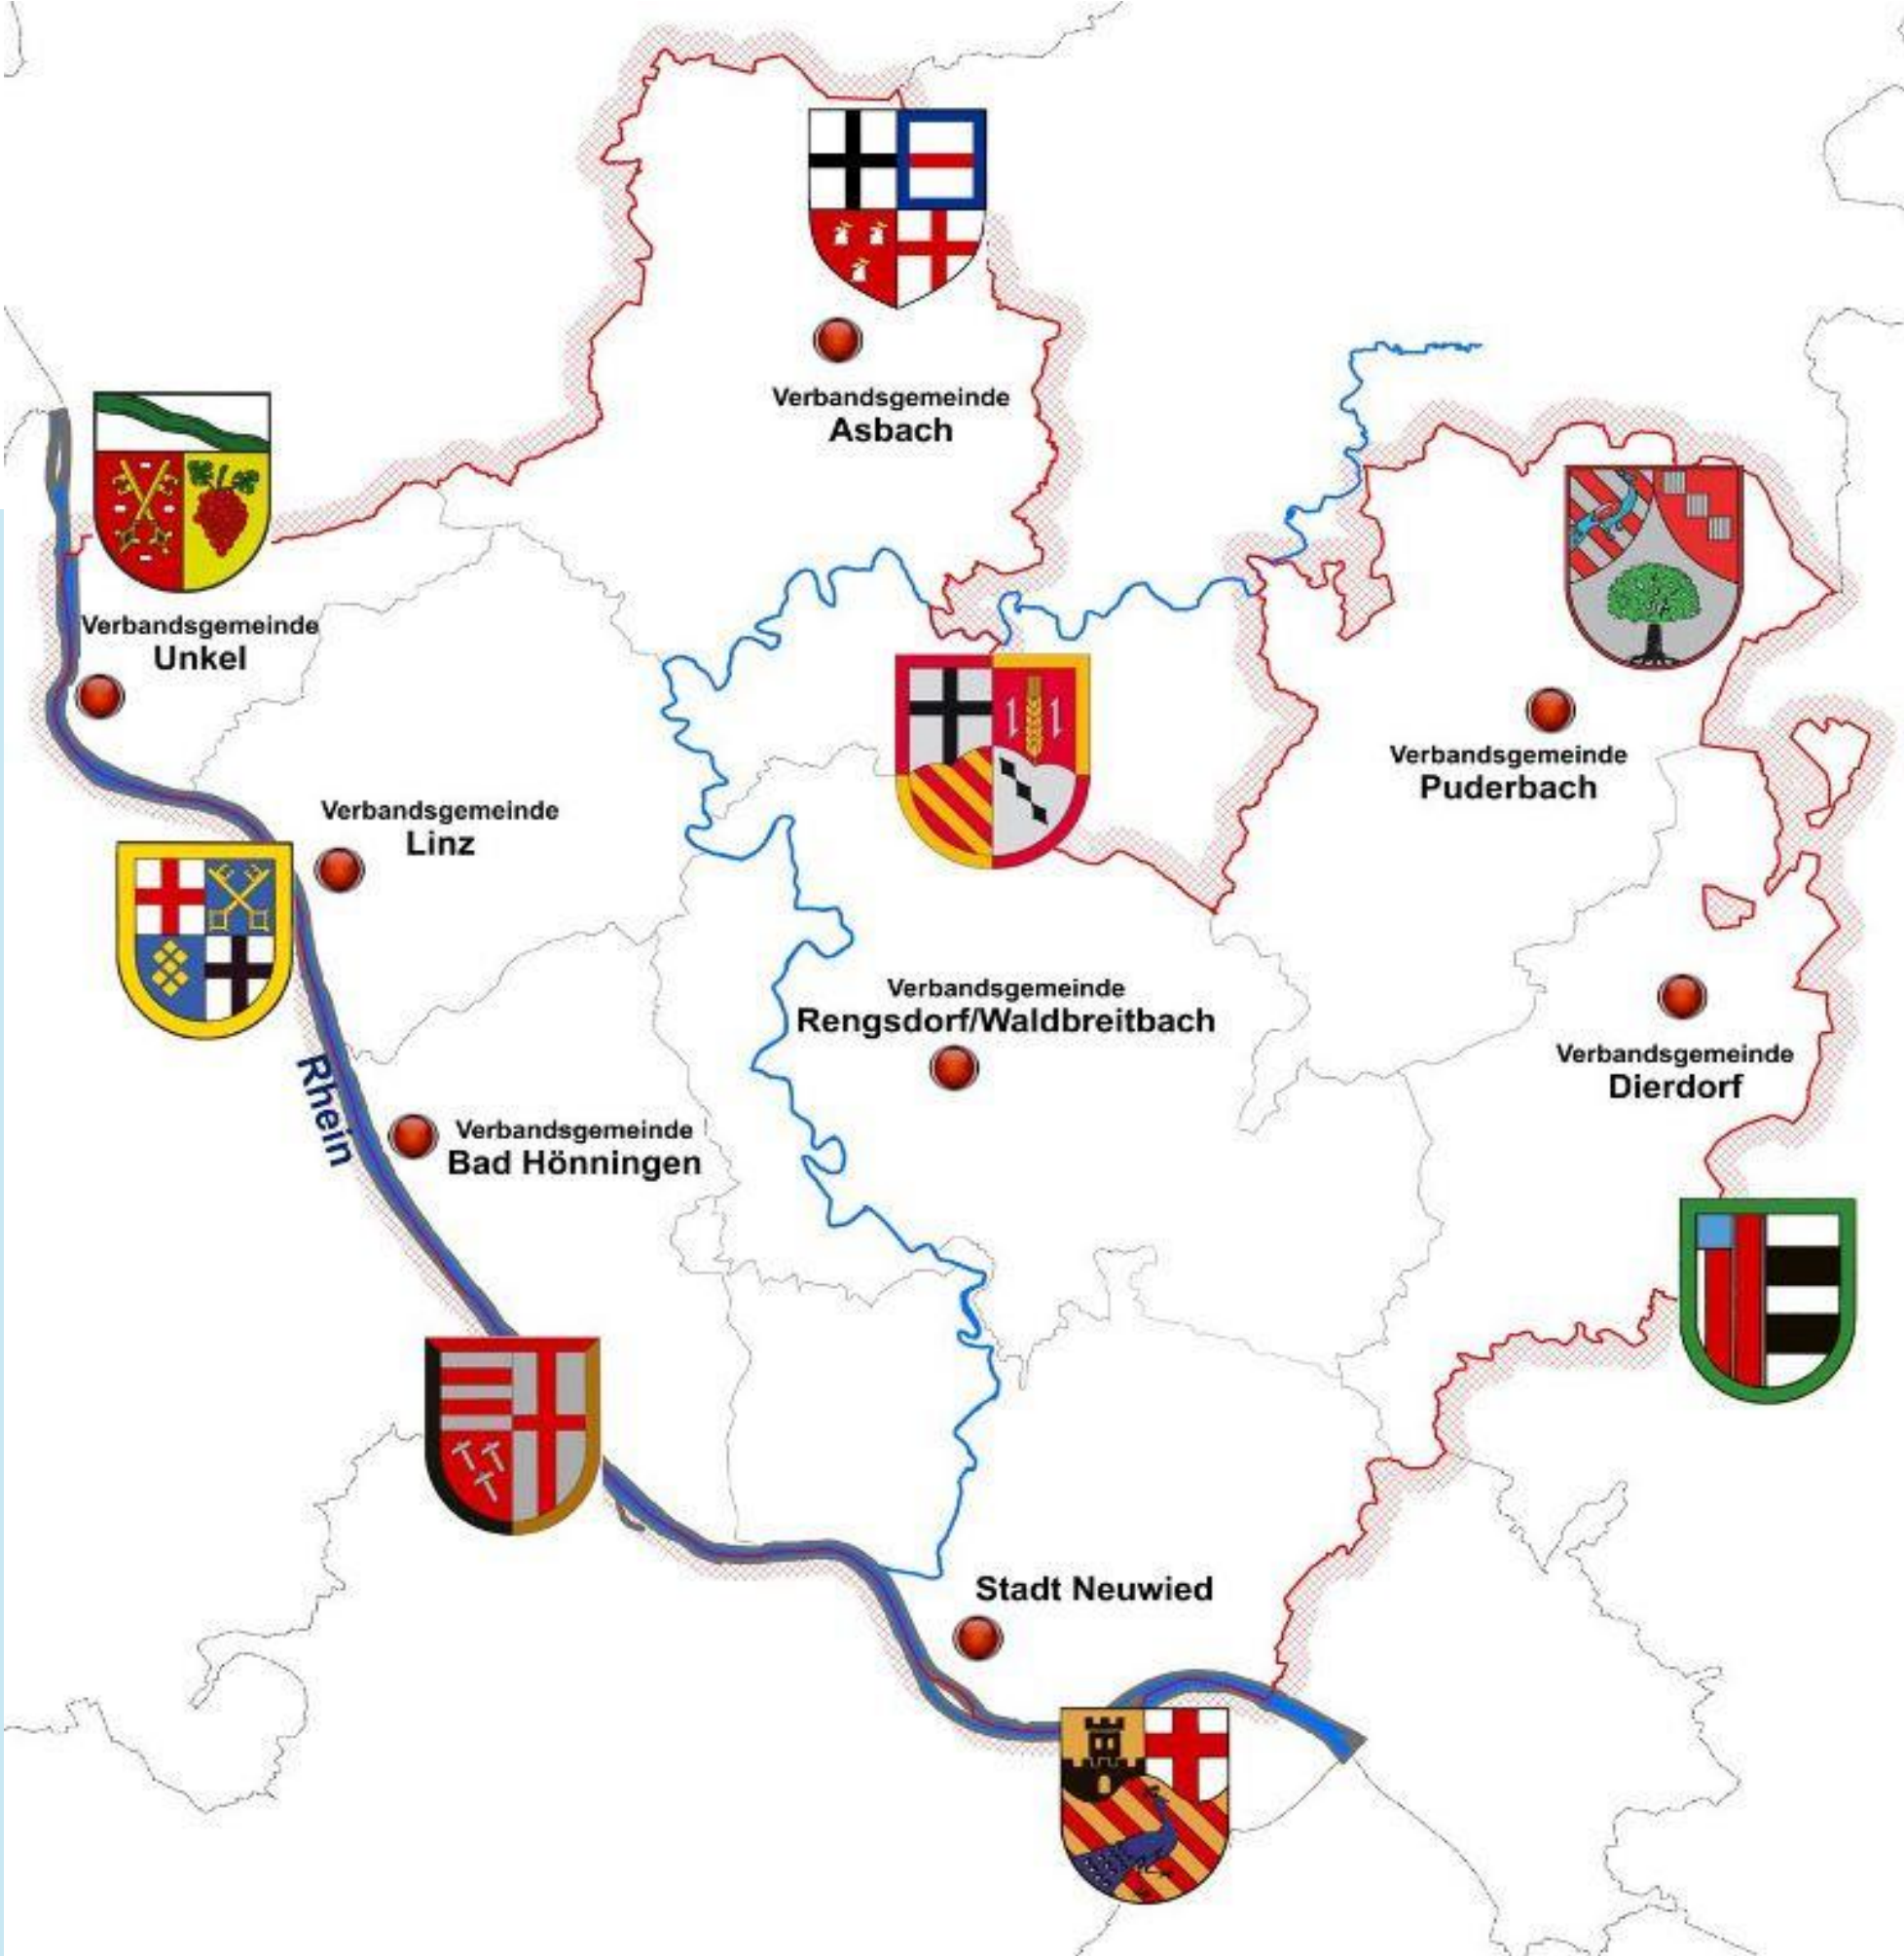 Verbandsgemeinde
Asbach
Verbandsgemeinde
Unkel
Verbandsgemeinde
Puderbach
Verbandsgemeinde
Linz
Verbandsgemeinde
Rengsdorf/Waldbreitbach
Verbandsgemeinde
Dierdorf
Rhein
Verbandsgemeinde
Bad Hönningen
Stadt Neuwied